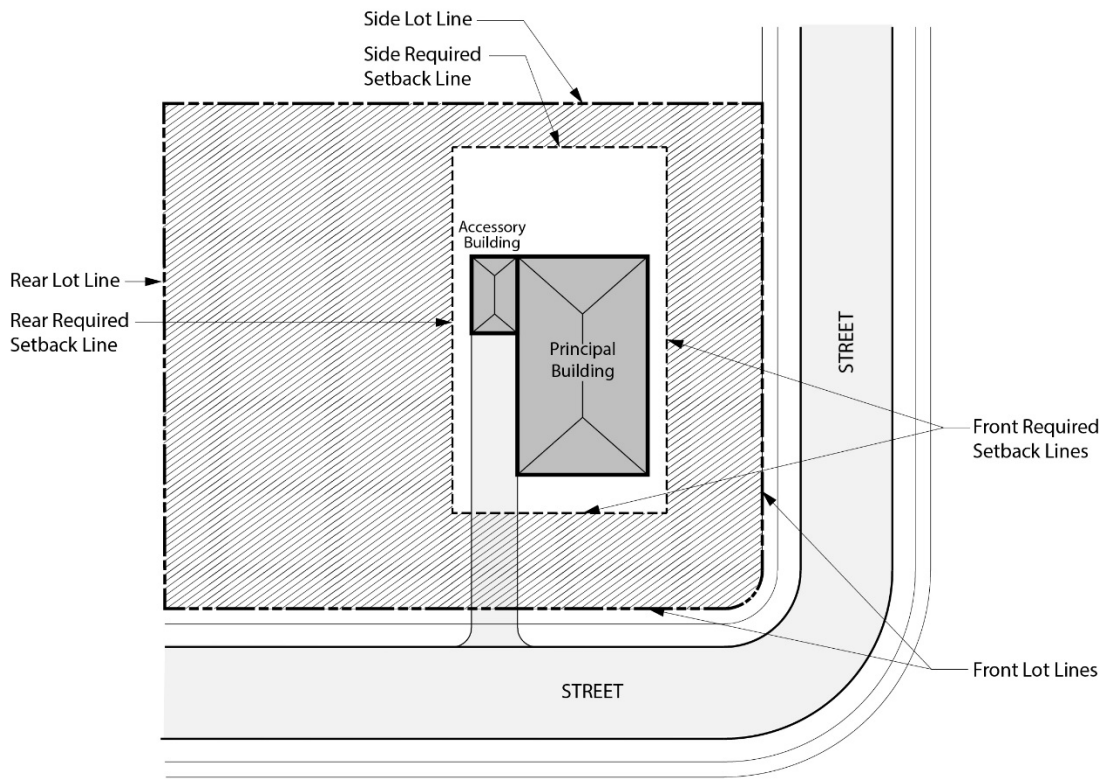 Side Lot Line
Side Required
Setback Line
Accessory
Building
Rear Lot Line
Rear Required
Setback Line
Principal
Building
STREET
Front Required
Setback Lines
Front Lot Lines
STREET